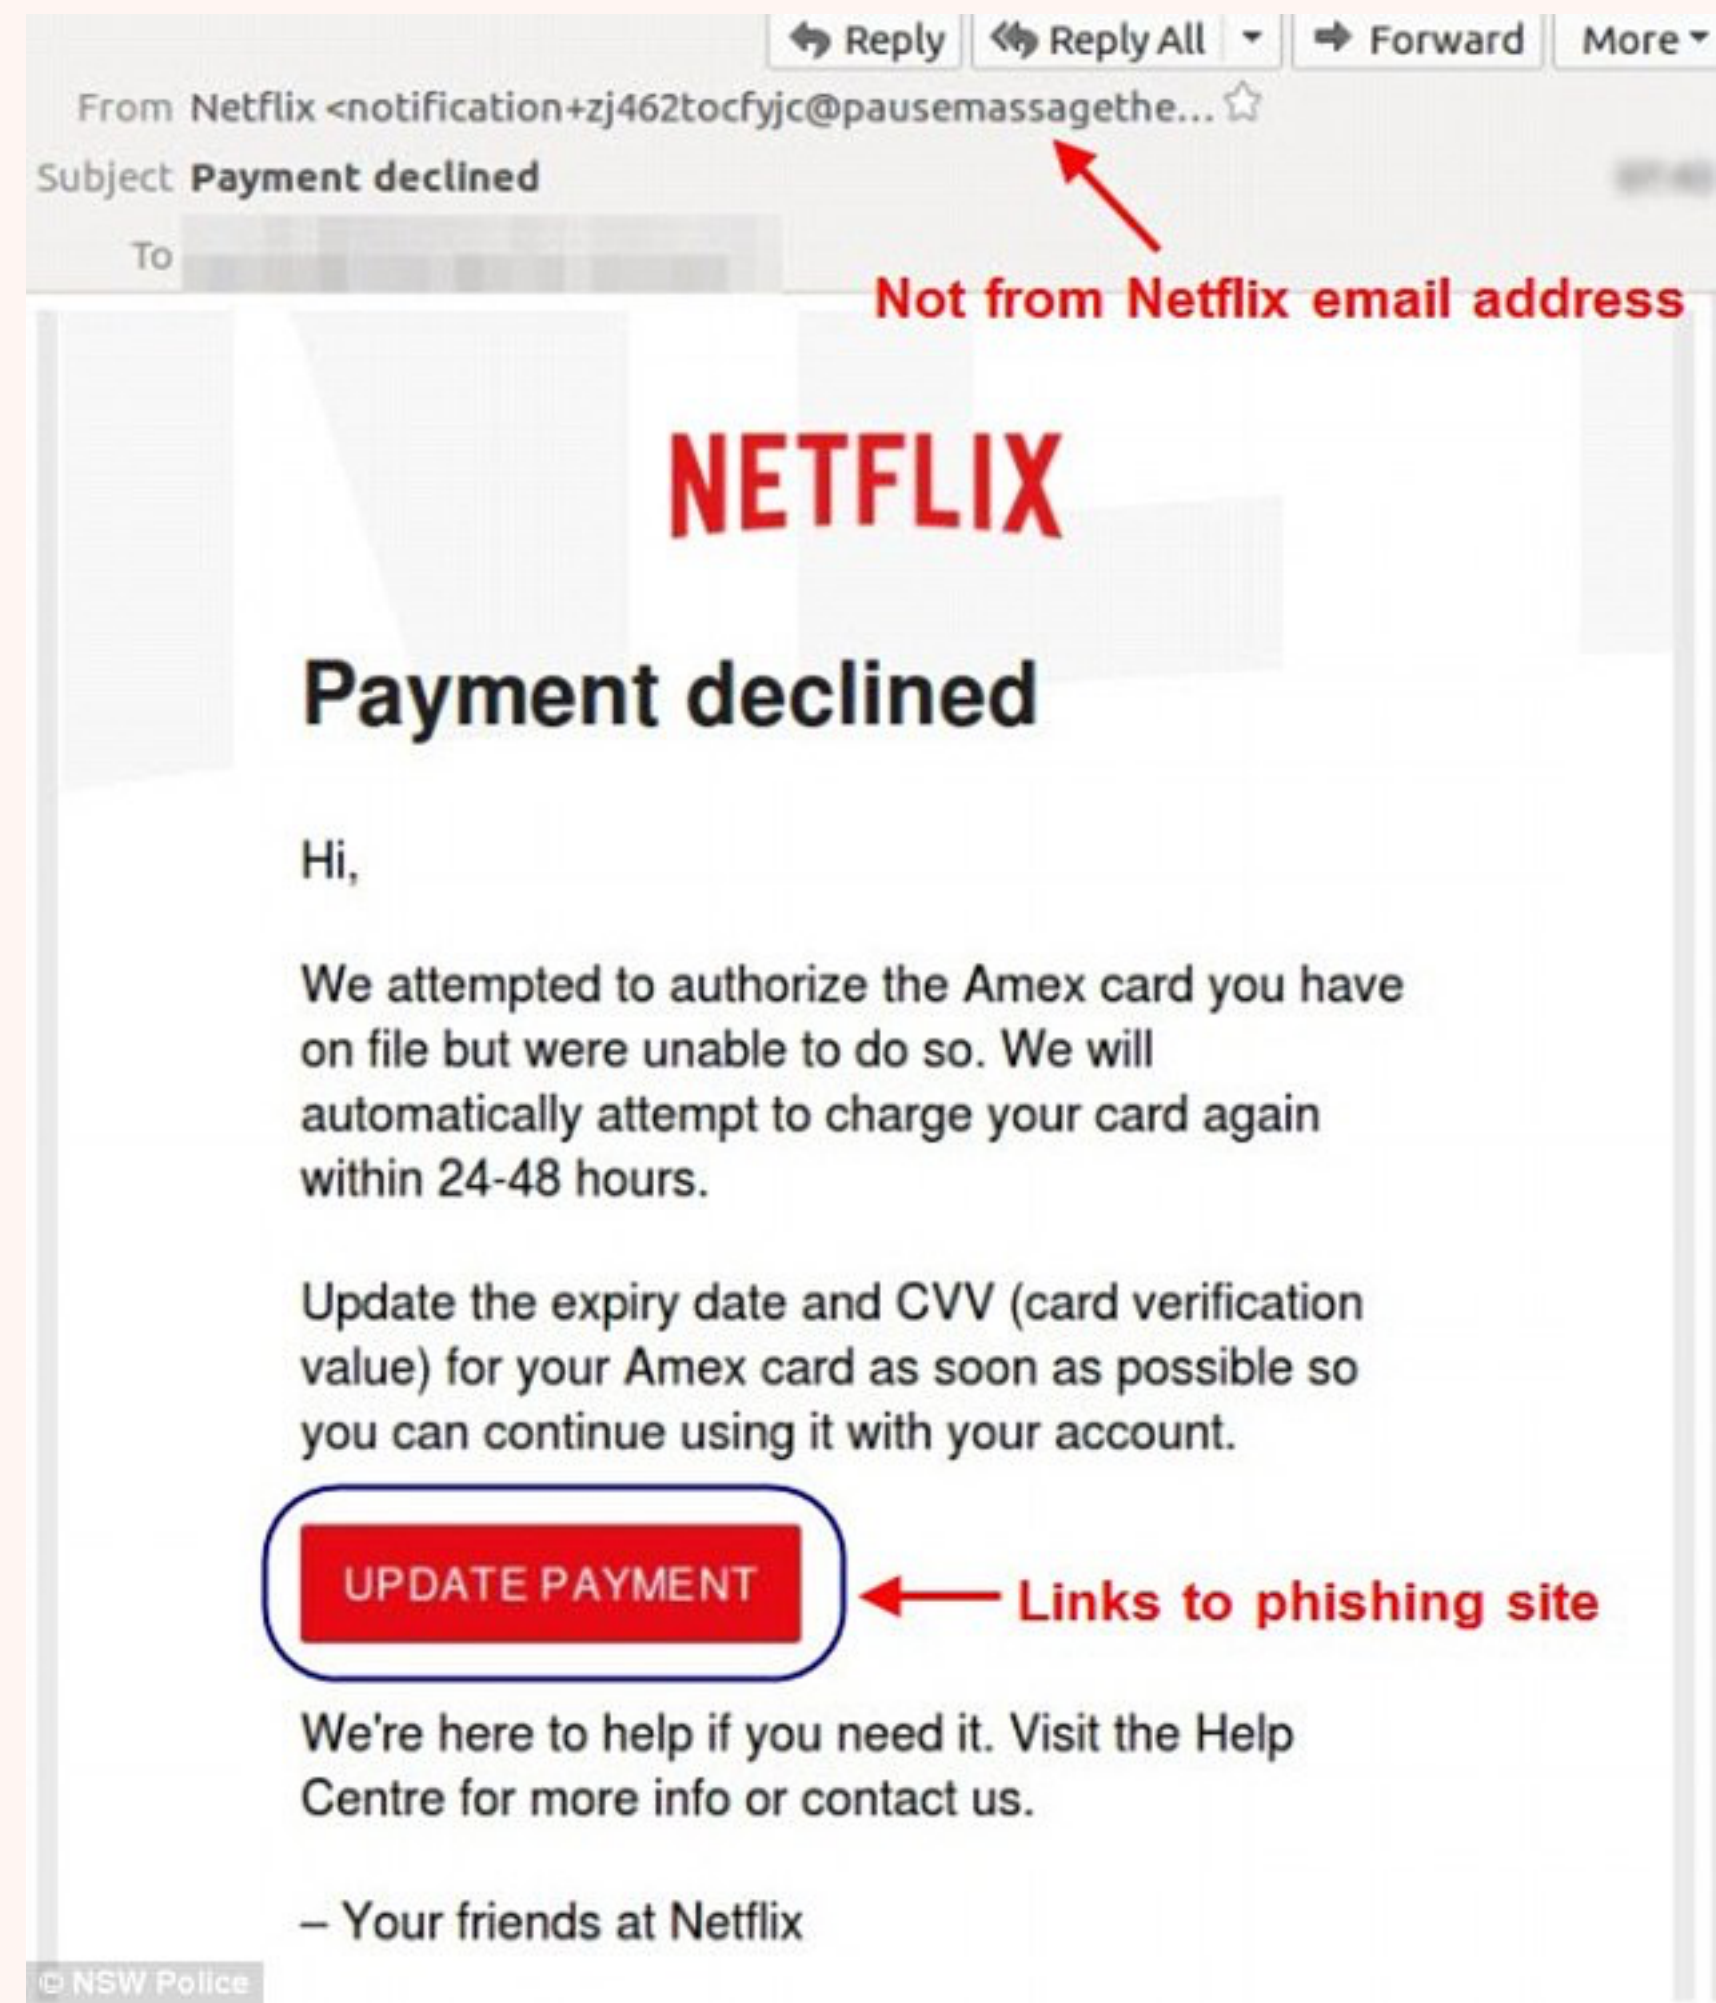 Reply Reply All Forward More
From Netflix <notification+zj462tocfyjc@pausemassagethe...
Subject Payment declined
To
Not from Netflix email address
NETFLIX
Payment declined
Hi,
We attempted to authorize the Amex card you have
on file but were unable to do so. We will
automatically attempt to charge your card again
within 24-48 hours.
Update the expiry date and CVV (card verification
value) for your Amex card as soon as possible so
you can continue using it with your account.
UPDATE PAYMENT
Links to phishing site
We're here to help if you need it. Visit the Help
Centre for more info or contact us.
– Your friends at Netflix
© NSW Police